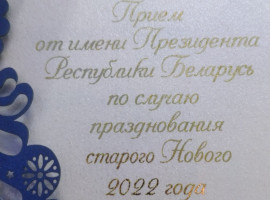 Прием
от имени Президента
Республики Беларусь
по случаю
празднования
старого Нового
2022 года